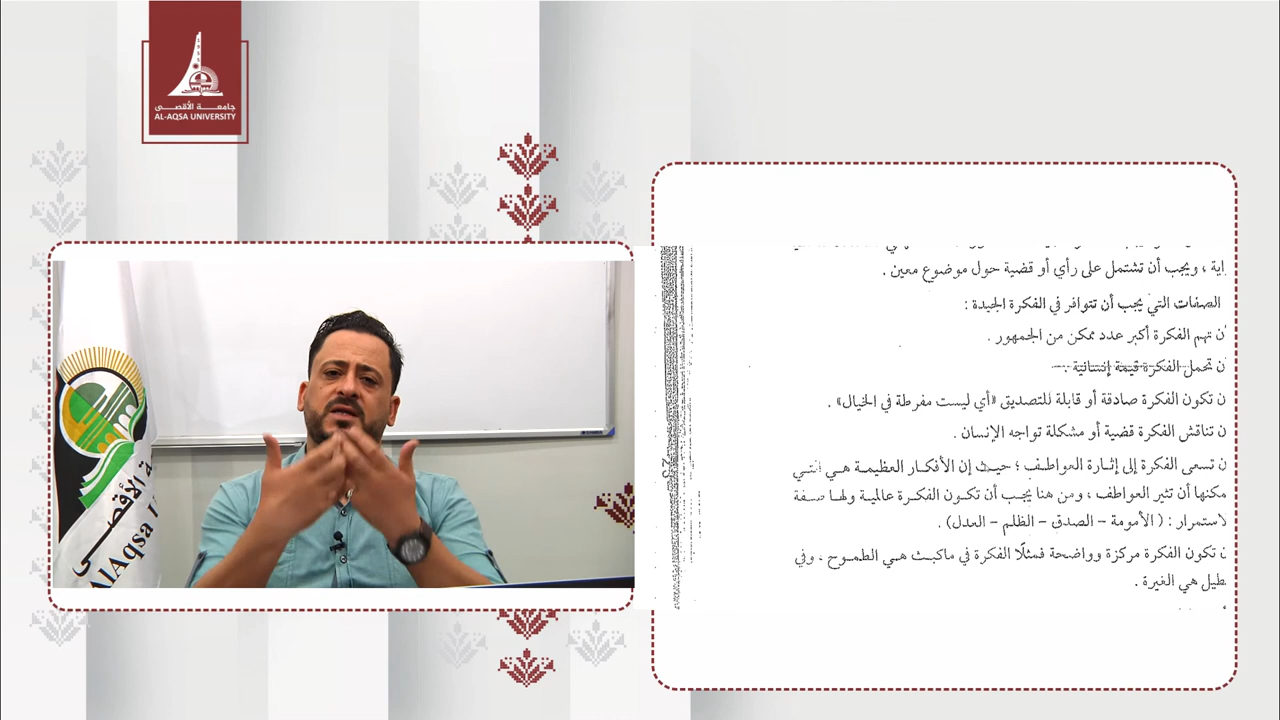 جامعة الأقصى
AL-AQSA UNIVERSITY
ة الأقصى
AlAqsa
اية ، ويجب أن تشتمل على رأي أو قضية حول موضوع معين .
الصفات التي يجب أن تتوافر في الفكرة الجيدة :
ن تهم الفكرة أكبر عدد ممكن من الجمهور .
ن تحمل الفكرة قيمة إنسانية .
ن تكون الفكرة صادقة أو قابلة للتصديق «أي ليست مفرطة في الخيال» .
ن تناقش الفكرة قضية أو مشكلة تواجه الإنسان .
ن تسعى الفكرة إلى إثارة العواطف ؛ حيث إن الأفكار العظيمة هي التي
مكنها أن تثير العواطف ، ومن هنا يجب أن تكون الفكرة عالمية ولها صفة
لاستمرار : ( الأمومة – الصدق – الظلم – العدل ) .
ن تكون الفكرة مركزة وواضحة فمثلًا الفكرة في ماكبث هي الطموح ، وفي
طيل هي الغيرة .